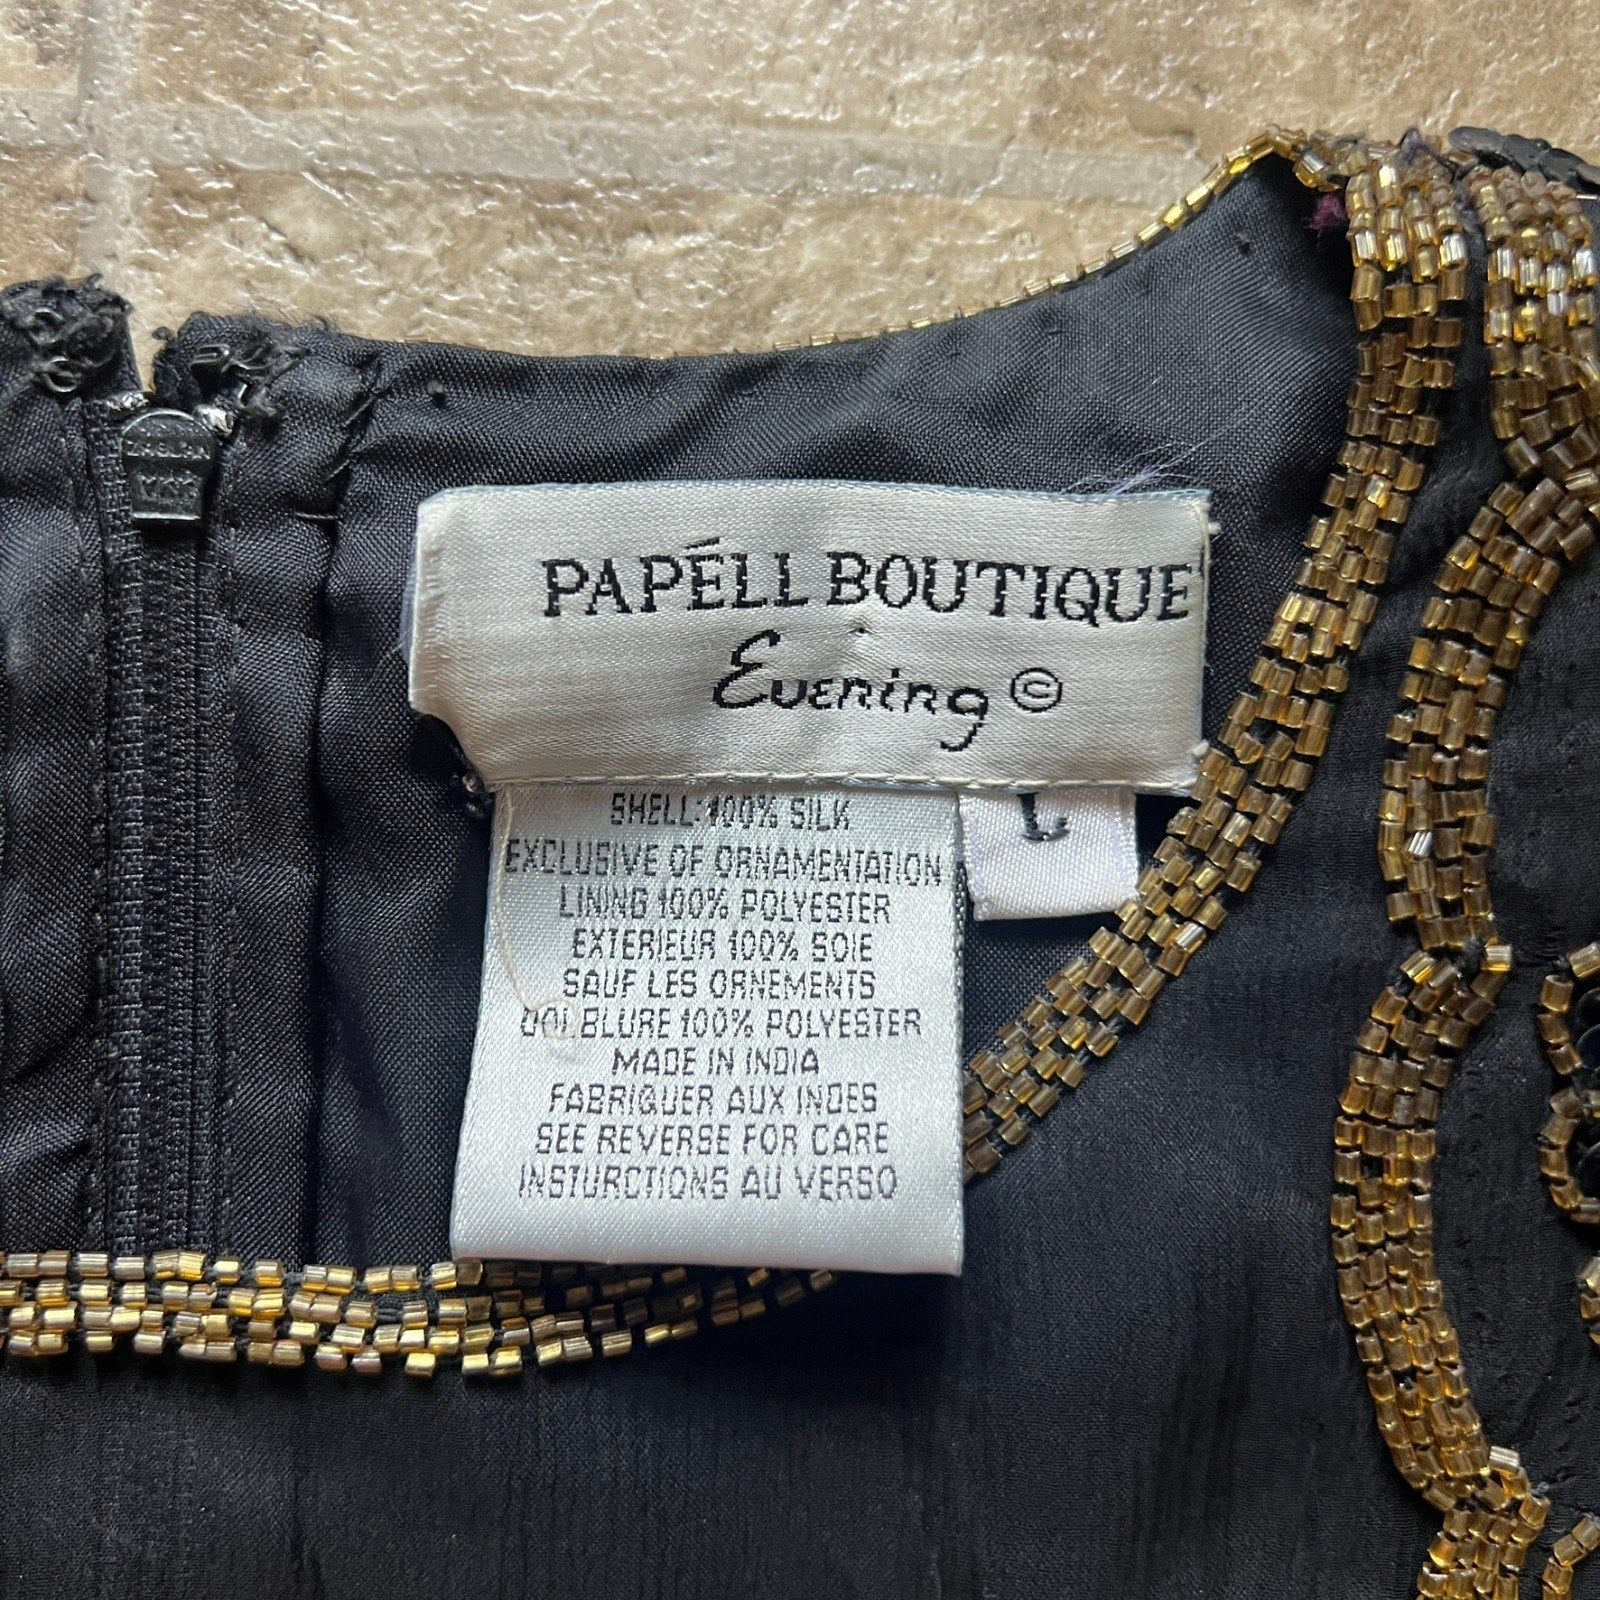 PAPÉLL BOUTIQUE
Evening ©
SHELL: 100% SILK
EXCLUSIVE OF ORNAMENTATION
LINING 100% POLYESTER
EXTERIEUR 100% SOIE
SAUF LES ORNEMENTS
DOLBLURE 100% POLYESTER
MADE IN INDIA
FABRIQUER AUX INDES
SEE REVERSE FOR CARE
INSTURCTIONS AU VERSO
L